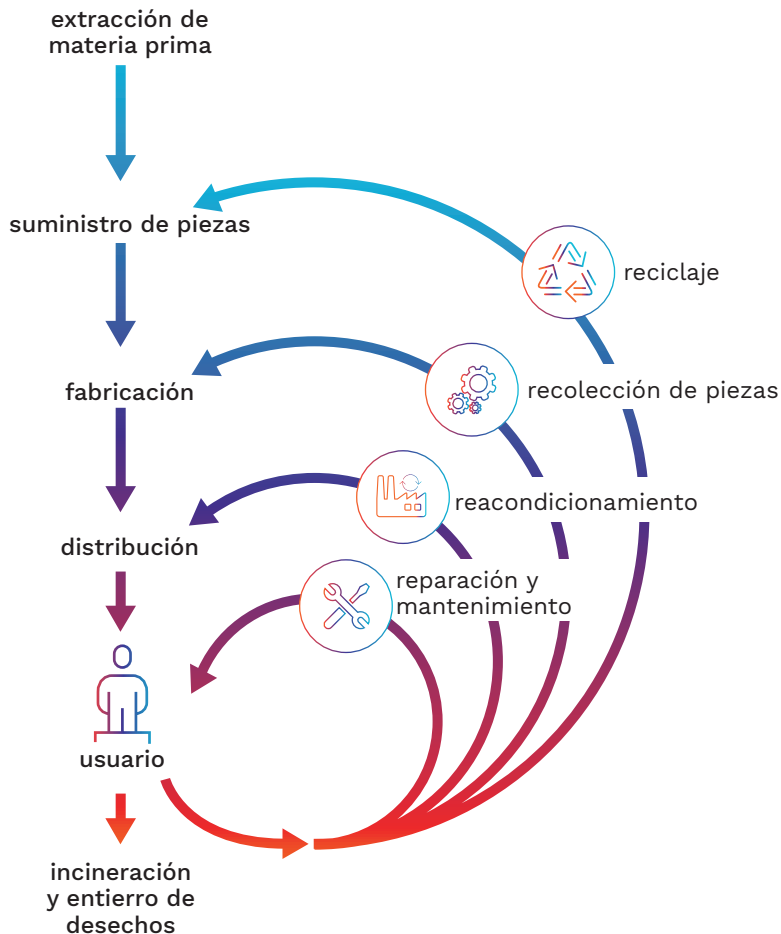 extracción de
materia prima
suministro de piezas
reciclaje
fabricación
recolección de piezas
reacondicionamiento
distribución
reparación y
mantenimiento
usuario
incineración
y entierro de
desechos